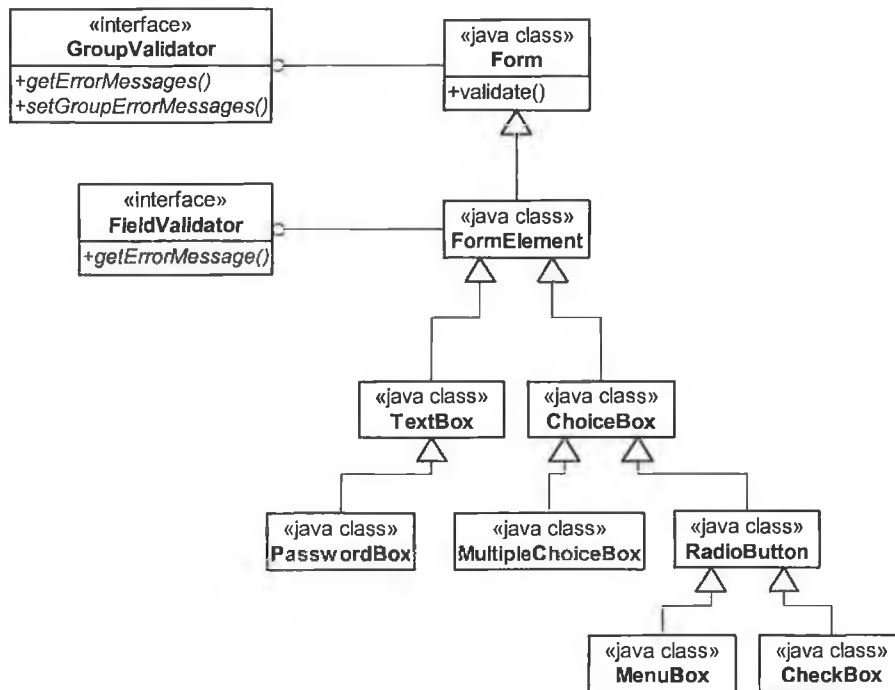 «interface»
GroupValidator
+getErrorMessages()
+setGroupErrorMessages()
«java class»
Form
+validate()
«interface»
FieldValidator
+getErrorMessage()
«java class»
FormElement
«java class»
TextBox
«java class»
ChoiceBox
«java class»
PasswordBox
«java class»
MultipleChoiceBox
«java class»
RadioButton
«java class»
MenuBox
«java class»
CheckBox